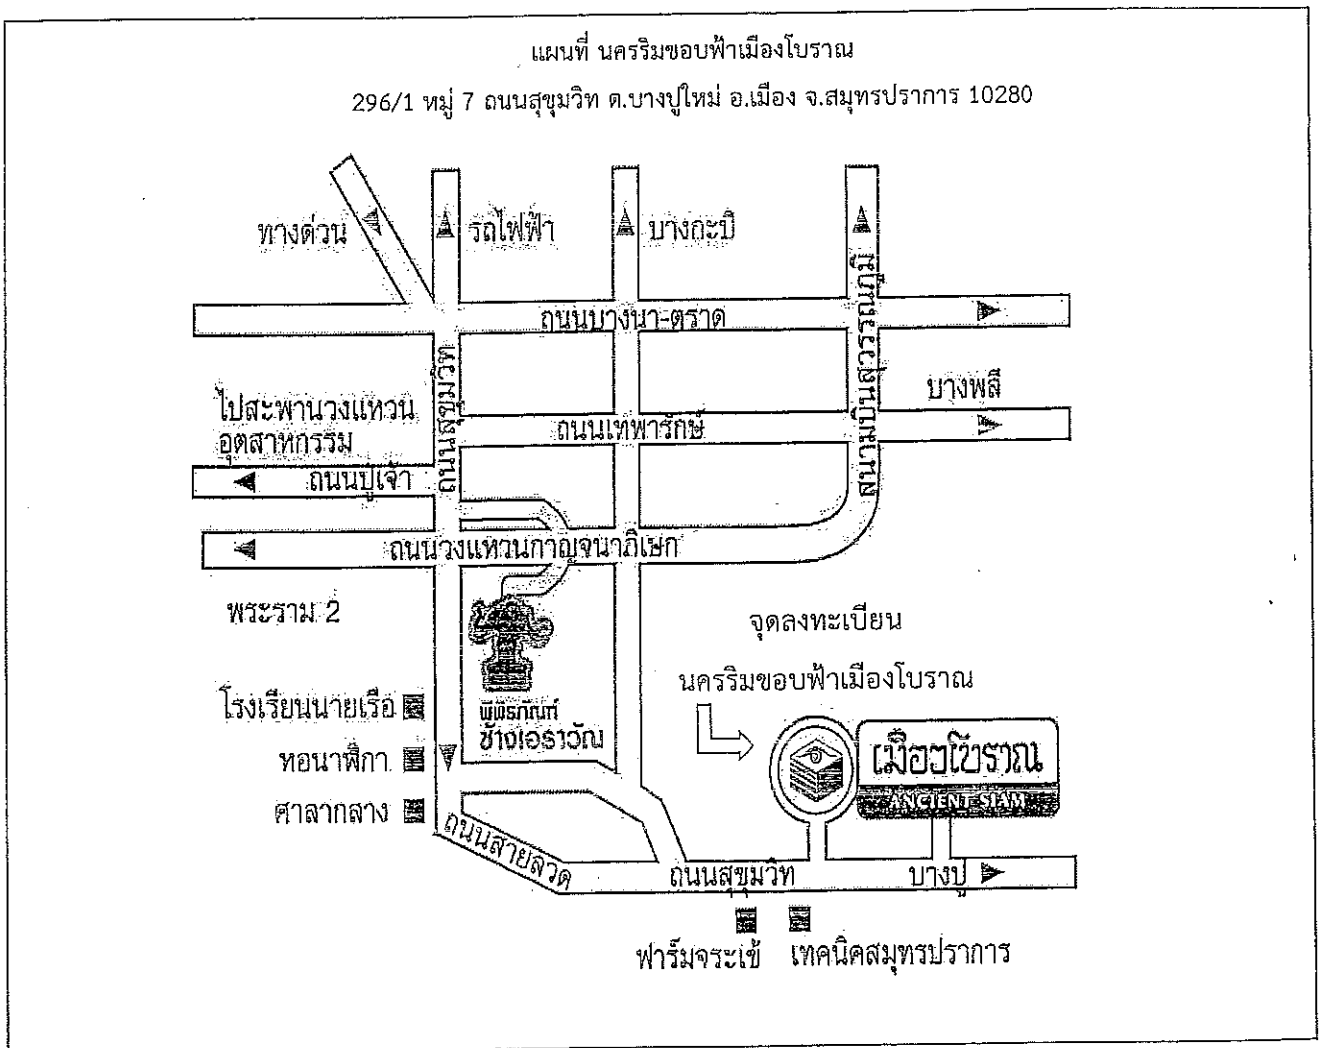 แผนที่ นครริมขอบฟ้าเมืองโบราณ
296/1 หมู่ 7 ถนนสุขุมวิท ต.บางปูใหม่ อ.เมือง จ.สมุทรปราการ 10280
ทางด่วน
รถไฟฟ้า
บางกะปิ
ถนนบางนา-ตราด
สนามบินสุวรรณภูมิ
ถนนสุขุมวิท
ไปสะพานวงแหวน
อุตสาหกรรม
บางพลี
ถนนเทพารักษ์
ถนนปู่เจ้า
ถนนวงแหวนกาญจนาภิเษก
พระราม 2
จุดลงทะเบียน
นครริมขอบฟ้าเมืองโบราณ
โรงเรียนนายเรือ
พิพิธภัณฑ์
ช้างเอราวัณ
หอนาฬิกา
ศาลากลาง
เมืองโบราณ
ANCIENT SIAM
ถนนสายลวด
ถนนสุขุมวิท
บางปู
ฟาร์มจระเข้
เทคนิคสมุทรปราการ